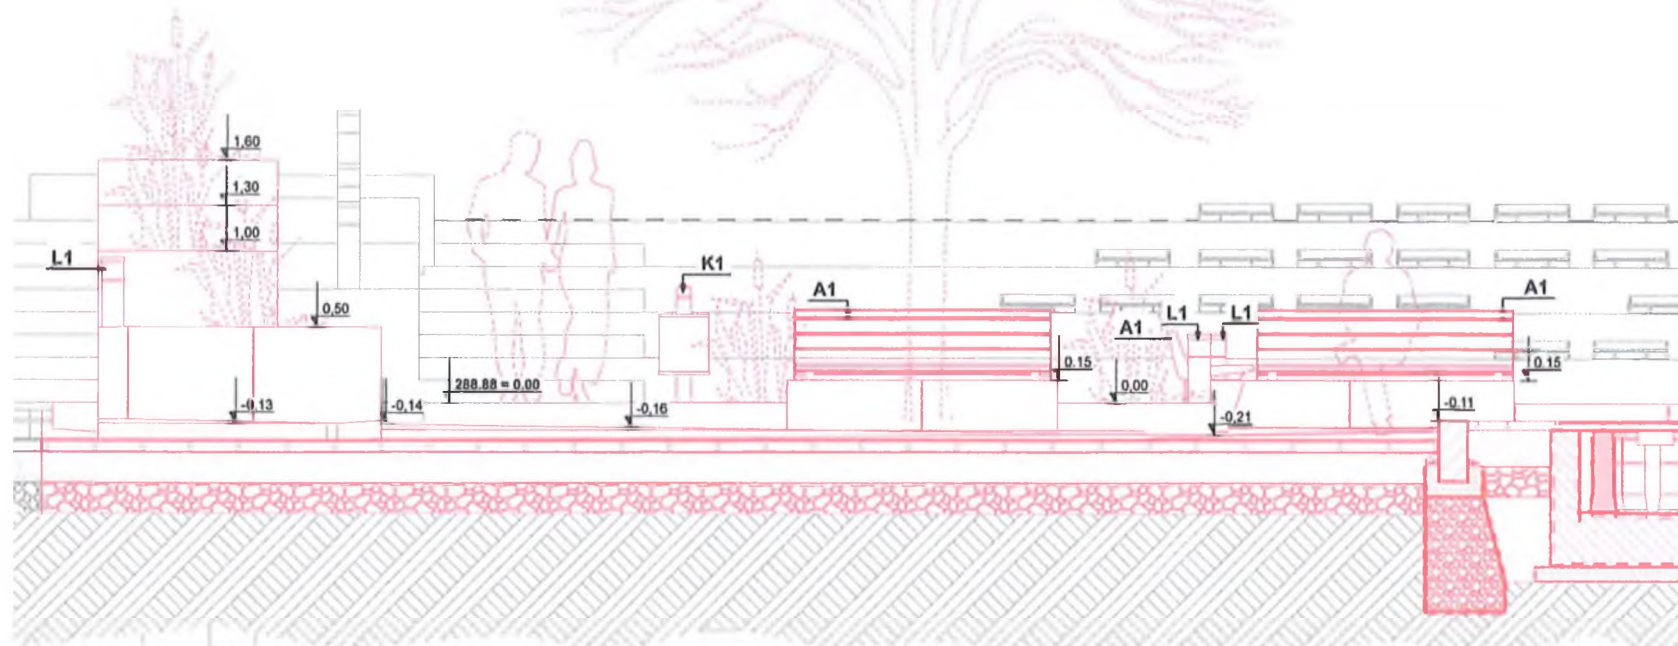 1,60
1,30
1,00
L1
0,50
K1
A1
A1
A1
L1
L1
0.15
0.15
288.88 = 0,00
0,00
-0,13
-0,14
-0,16
-0,21
-0.11